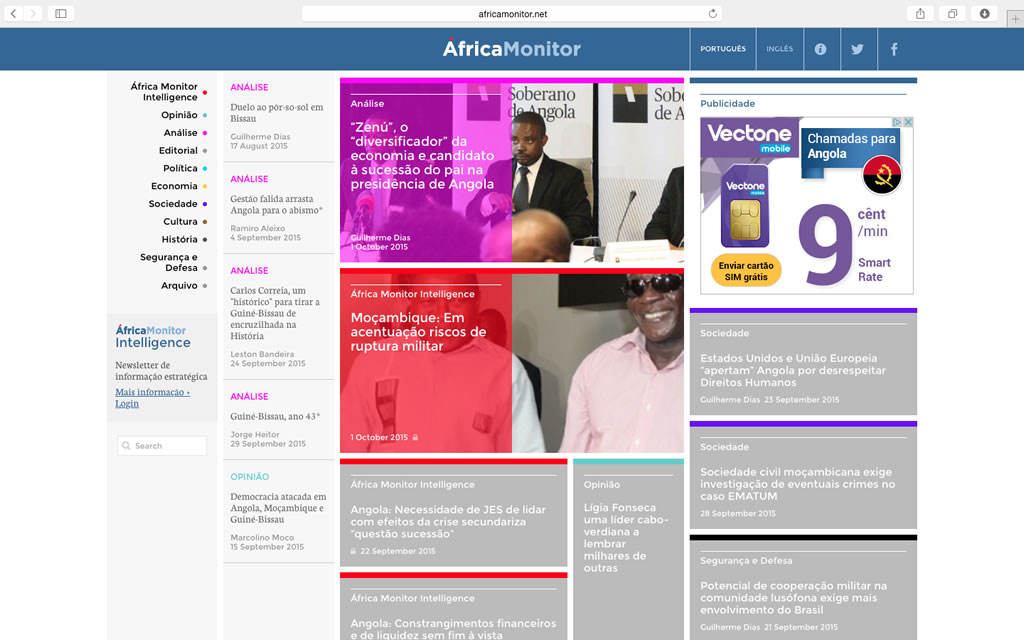 africamonitor.net
ÁfricaMonitor
PORTUGUÊS
INGLÊS
África Monitor
Intelligence
Opinião
Análise
Editorial
Política
Economia
Sociedade
Cultura
História
Segurança e
Defesa
Arquivo
ÁfricaMonitor
Intelligence
Newsletter de
informação estratégica
Mais informação •
Login
Search
ANÁLISE
Duelo ao pôr-so-sol em
Bissau
Guilherme Dias
17 August 2015
ANÁLISE
Gestão falida arrasta
Angola para o abismo*
Ramiro Aleixo
4 September 2015
ANÁLISE
Carlos Correia, um
"histórico" para tirar a
Guiné-Bissau de
encruzilhada na
História
Leston Bandeira
24 September 2015
ANÁLISE
Guiné-Bissau, ano 43*
Jorge Heitor
29 September 2015
OPINIÃO
Democracia atacada em
Angola, Moçambique e
Guiné-Bissau
Marcolino Moco
15 September 2015
Soberano
de Angola
Sob
de A
Análise
"Zenú", o
"diversificador" da
economia e candidato
à sucessão do pai na
presidência de Angola
Guilherme Dias
1 October 2015
África Monitor Intelligence
Moçambique: Em
acentuação riscos de
ruptura militar
1 October 2015
África Monitor Intelligence
Angola: Necessidade de JES de lidar
com efeitos da crise secundariza
"questão sucessão"
22 September 2015
África Monitor Intelligence
Angola: Constrangimentos financeiros
e de liquidez sem fim à vista
Opinião
Lígia Fonseca
uma líder cabo-
verdiana a
lembrar
milhares de
outras
Publicidade
Vectone
mobile
Chamadas para
Angola
Vectone
mobile
9 cênt
/min
Smart
Rate
Enviar cartão
SIM grátis
Sociedade
Estados Unidos e União Europeia
"apertam" Angola por desrespeitar
Direitos Humanos
Guilherme Dias 23 September 2015
Sociedade
Sociedade civil moçambicana exige
investigação de eventuais crimes no
caso EMATUM
28 September 2015
Segurança e Defesa
Potencial de cooperação militar na
comunidade lusófona exige mais
envolvimento do Brasil
Guilherme Dias 21 September 2015